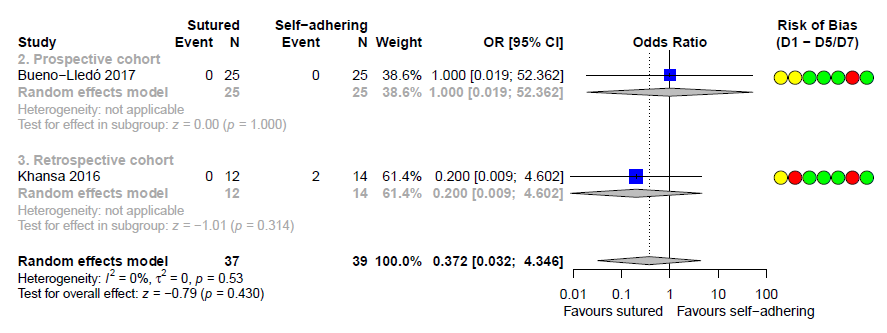 Sutured Self−adhering Risk of Bias
Study Event N Event N Weight OR [95% CI] Odds Ratio (D1 − D5/D7)
2. Prospective cohort
Bueno−Lledó 2017 0 25 0 25 38.6% 1.000 [0.019; 52.362]
Random effects model 25 25 38.6% 1.000 [0.019; 52.362]
Heterogeneity: not applicable
Test for effect in subgroup: z = 0.00 (p = 1.000)
3. Retrospective cohort
Khansa 2016 0 12 2 14 61.4% 0.200 [0.009; 4.602]
Random effects model 12 14 61.4% 0.200 [0.009; 4.602]
Heterogeneity: not applicable
Test for effect in subgroup: z = −1.01 (p = 0.314)
Random effects model 37 39 100.0% 0.372 [0.032; 4.346]
Heterogeneity: I² = 0%, τ² = 0, p = 0.53
Test for overall effect: z = −0.79 (p = 0.430)
0.01 0.1 1 10 100
Favours sutured Favours self−adhering